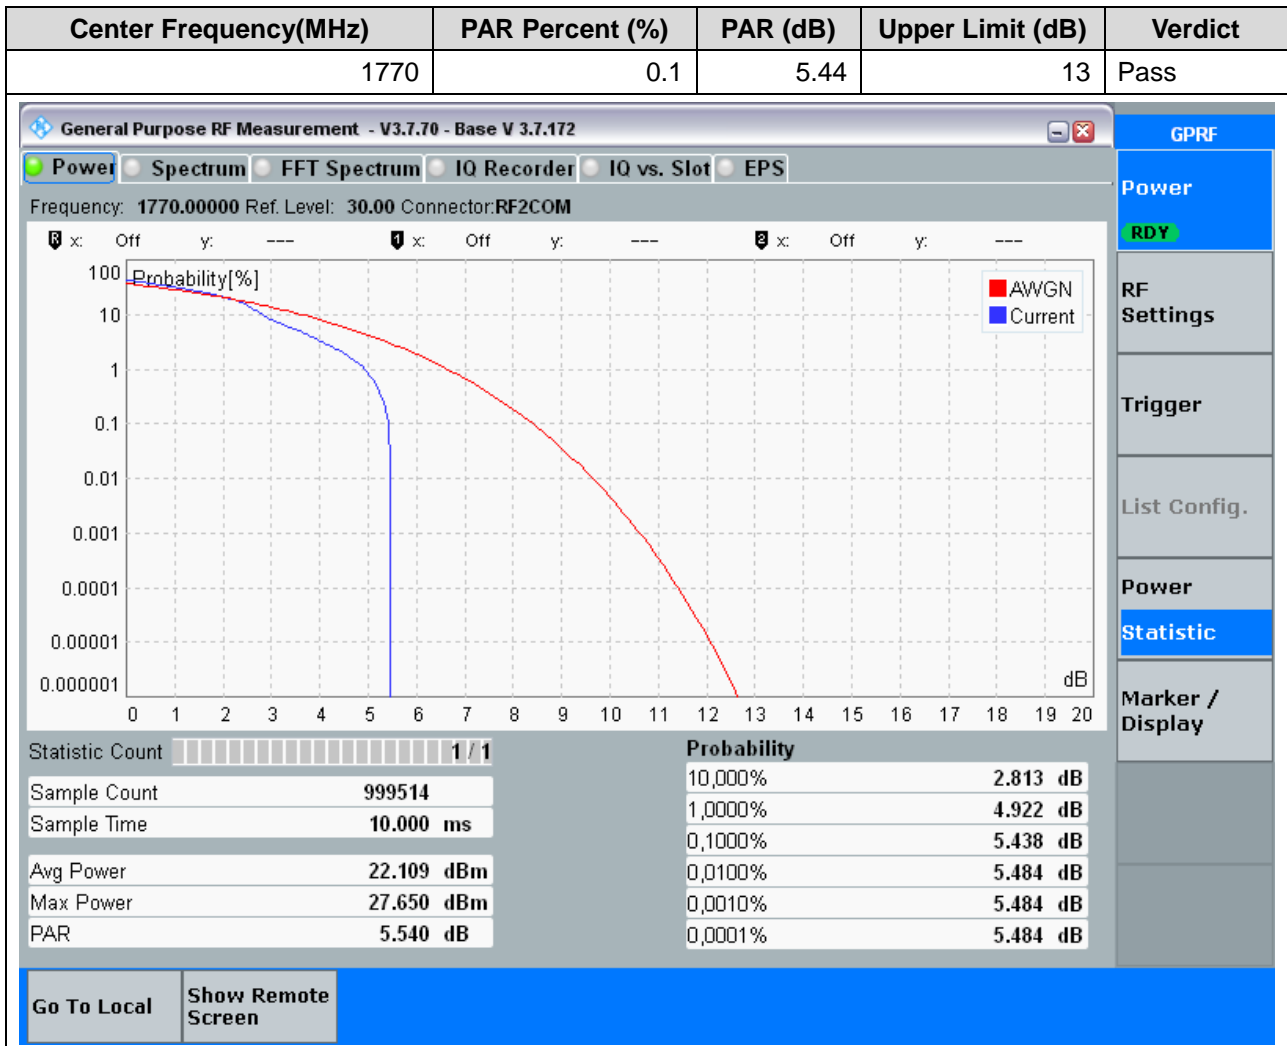 Center Frequency(MHz) PAR Percent (%) PAR (dB) Upper Limit (dB) Verdict
1770 0.1 5.44 13 Pass
General Purpose RF Measurement - V3.7.70 - Base V 3.7.172
GPRF
Power Spectrum FFT Spectrum IQ Recorder IQ vs. Slot EPS
Power
RDY
Frequency: 1770.00000 Ref. Level: 30.00 Connector:RF2COM
R x: Off y: --- 1 x: Off y: --- 2 x: Off y: ---
Probability[%]
AWGN
Current
100
10
1
0.1
0.01
0.001
0.0001
0.00001
0.000001
dB
0 1 2 3 4 5 6 7 8 9 10 11 12 13 14 15 16 17 18 19 20
RF
Settings
Trigger
List Config.
Power
Statistic
Marker /
Display
Statistic Count 1 / 1
Sample Count 999514
Sample Time 10.000 ms
Avg Power 22.109 dBm
Max Power 27.650 dBm
PAR 5.540 dB
Probability
10,000% 2.813 dB
1,0000% 4.922 dB
0,1000% 5.438 dB
0,0100% 5.484 dB
0,0010% 5.484 dB
0,0001% 5.484 dB
Go To Local
Show Remote
Screen